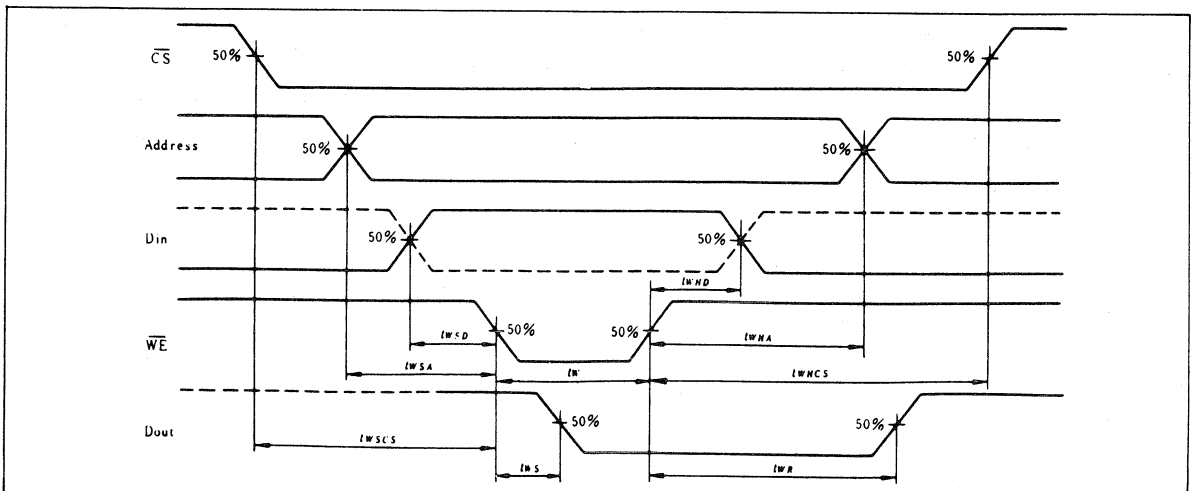 CS 50% 50%
Address 50% 50%
Din 50% 50%
tWHD
WE 50% 50%
tWSD tWHA
tWSA tW tWHCS
Dout 50% 50%
tWSCS
tWS tWR